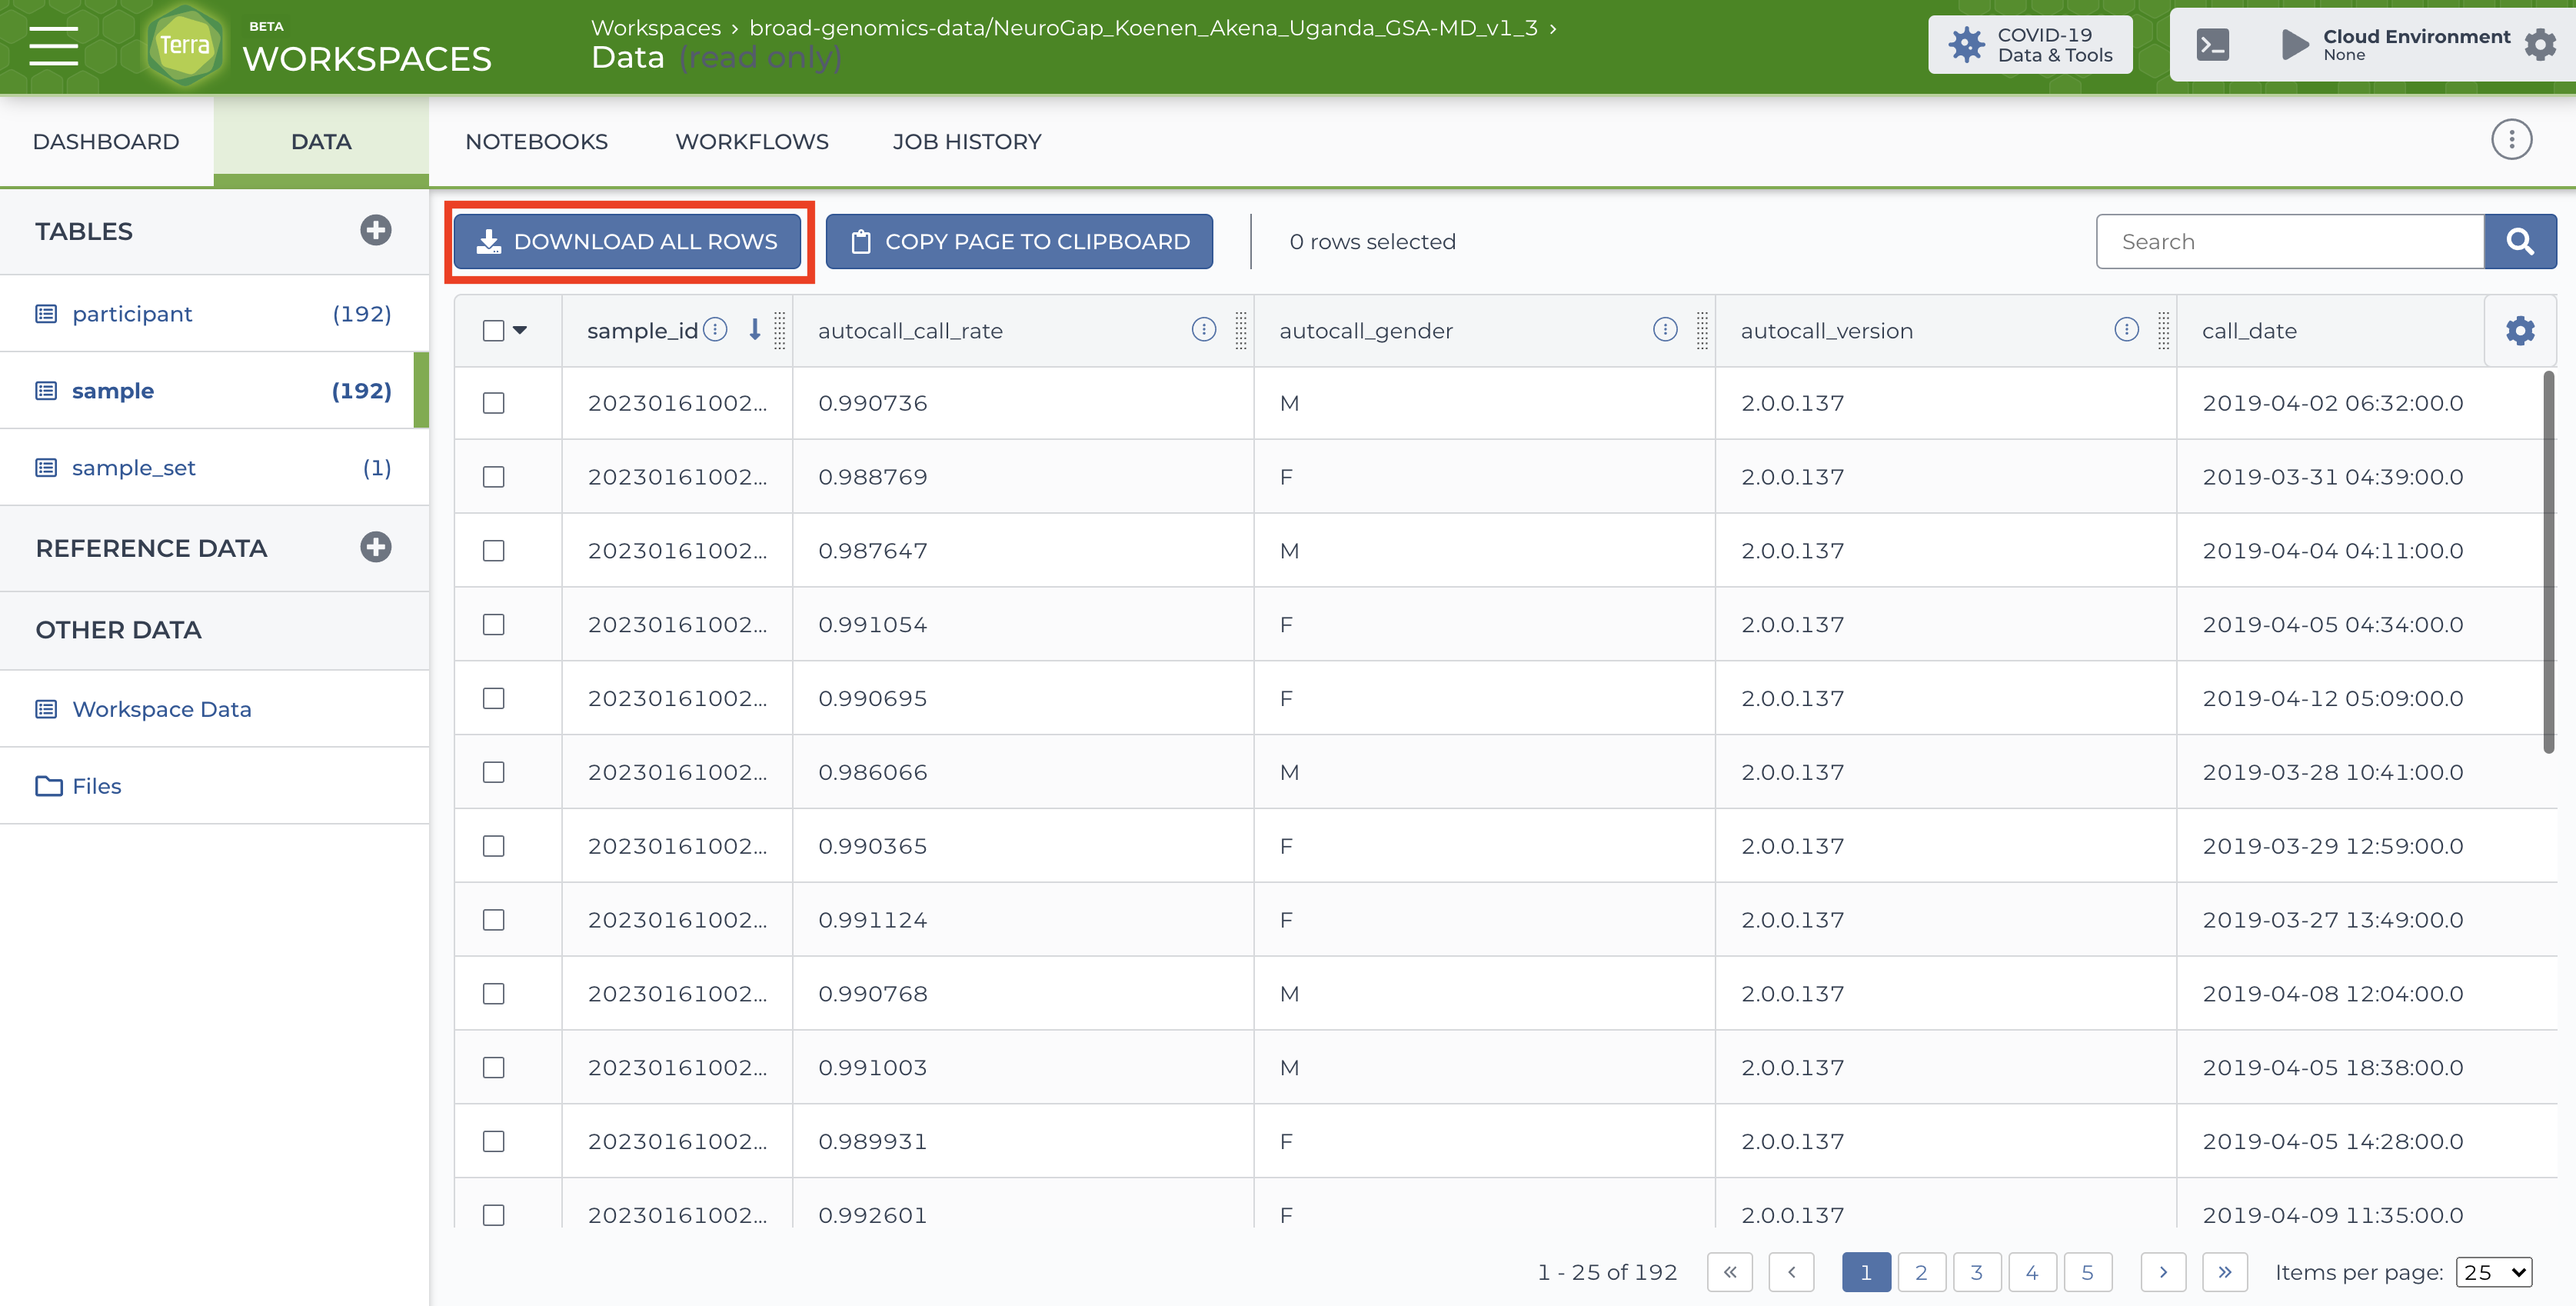 Terra
BETA
WORKSPACES
Workspaces › broad-genomics-data/NeuroGap_Koenen_Akena_Uganda_GSA-MD_v1_3 ›
Data (read only)
COVID-19
Data & Tools
Cloud Environment
None
DASHBOARD DATA NOTEBOOKS WORKFLOWS JOB HISTORY
TABLES
participant (192)
sample (192)
sample_set (1)
REFERENCE DATA
OTHER DATA
Workspace Data
Files
DOWNLOAD ALL ROWS COPY PAGE TO CLIPBOARD 0 rows selected Search
sample_id autocall_call_rate autocall_gender autocall_version call_date
20230161002... 0.990736 M 2.0.0.137 2019-04-02 06:32:00.0
20230161002... 0.988769 F 2.0.0.137 2019-03-31 04:39:00.0
20230161002... 0.987647 M 2.0.0.137 2019-04-04 04:11:00.0
20230161002... 0.991054 F 2.0.0.137 2019-04-05 04:34:00.0
20230161002... 0.990695 F 2.0.0.137 2019-04-12 05:09:00.0
20230161002... 0.986066 M 2.0.0.137 2019-03-28 10:41:00.0
20230161002... 0.990365 F 2.0.0.137 2019-03-29 12:59:00.0
20230161002... 0.991124 F 2.0.0.137 2019-03-27 13:49:00.0
20230161002... 0.990768 M 2.0.0.137 2019-04-08 12:04:00.0
20230161002... 0.991003 M 2.0.0.137 2019-04-05 18:38:00.0
20230161002... 0.989931 F 2.0.0.137 2019-04-05 14:28:00.0
20230161002... 0.992601 F 2.0.0.137 2019-04-09 11:35:00.0
1 - 25 of 192 « ‹ 1 2 3 4 5 › » Items per page: 25